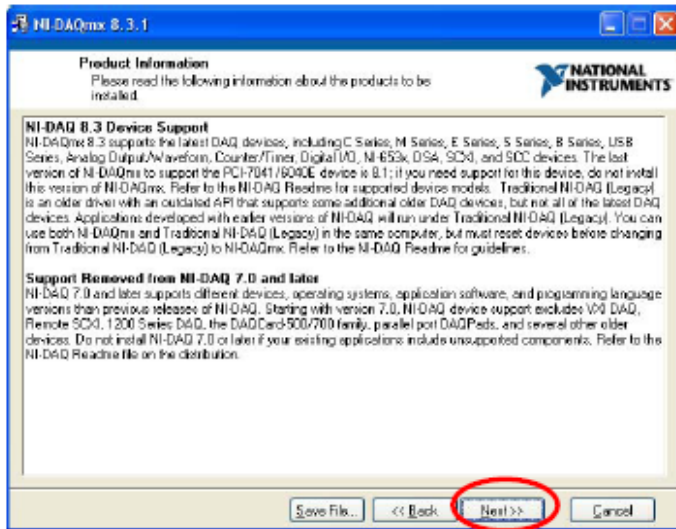 NI-DAQmx 8.3.1
Product Information
Please read the following information about the products to be
installed.
NATIONAL
INSTRUMENTS
NI-DAQ 8.3 Device Support
NI-DAQmx 8.3 supports the latest DAQ devices, including C Series, M Series, E Series, S Series, B Series, USB
Series, Analog Output/Waveform, Counter/Timer, Digital I/O, NI-653x, DSA, SCXI, and SCC devices. The last
version of NI-DAQmx to support the PCI-7041/6040E device is 8.1; if you need support for this device, do not install
this version of NI-DAQmx. Refer to the NI-DAQ Readme for supported device models. Traditional NI-DAQ (Legacy)
is an older driver with an outdated API that supports some additional older DAQ devices, but not all of the latest DAQ
devices. Applications developed with earlier versions of NI-DAQ will run under Traditional NI-DAQ (Legacy). You can
use both NI-DAQmx and Traditional NI-DAQ (Legacy) in the same computer, but must reset devices before changing
from Traditional NI-DAQ (Legacy) to NI-DAQmx. Refer to the NI-DAQ Readme for guidelines.
Support Removed from NI-DAQ 7.0 and later
NI-DAQ 7.0 and later supports different devices, operating systems, application software, and programming language
versions than previous releases of NI-DAQ. Starting with version 7.0, NI-DAQ device support excludes VXI DAQ,
Remote SCXI, 1200 Series DAQ, the DAQCard-500/700 family, parallel port DAQPads, and several other older
devices. Do not install NI-DAQ 7.0 or later if your existing applications include unsupported components. Refer to the
NI-DAQ Readme file on the distribution.
Save File...
<< Back
Next >>
Cancel